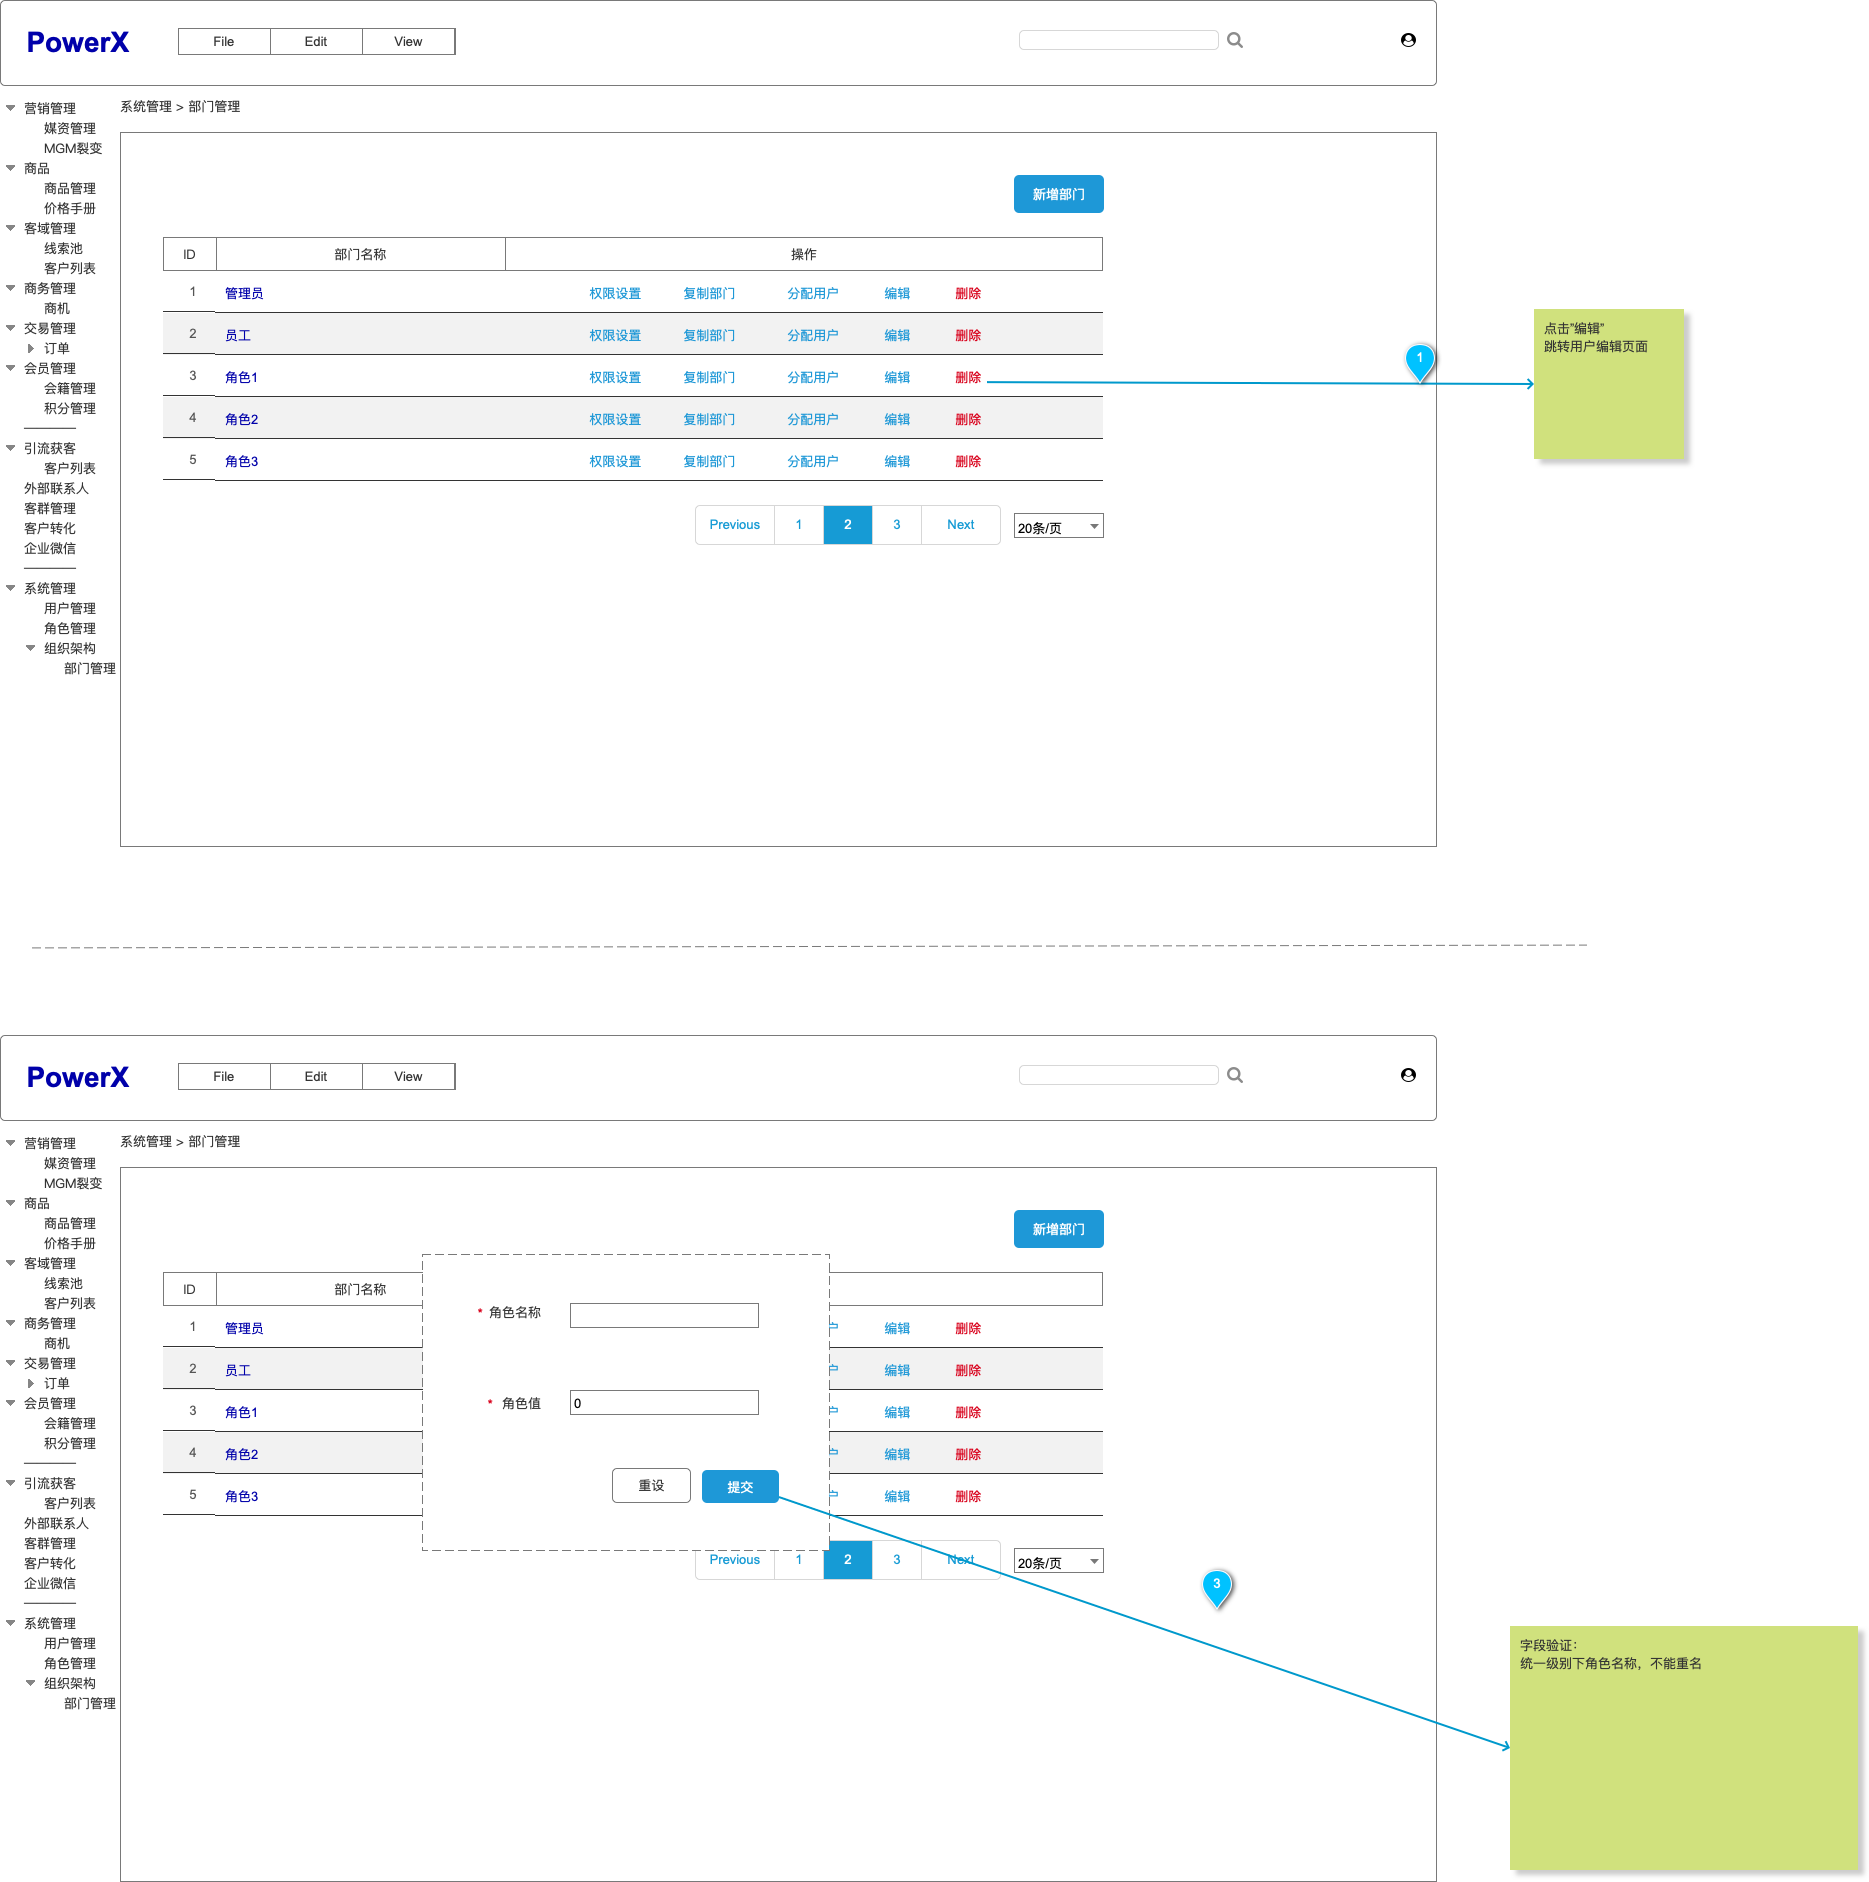 PowerX
File Edit View
系统管理 > 部门管理
营销管理
媒资管理
MGM裂变
商品
商品管理
价格手册
客域管理
线索池
客户列表
商务管理
商机
交易管理
订单
会员管理
会籍管理
积分管理
引流获客
客户列表
外部联系人
客群管理
客户转化
企业微信
系统管理
用户管理
角色管理
组织架构
部门管理
新增部门
ID 部门名称 操作
1 管理员 权限设置 复制部门 分配用户 编辑 删除
2 员工 权限设置 复制部门 分配用户 编辑 删除
3 角色1 权限设置 复制部门 分配用户 编辑 删除
4 角色2 权限设置 复制部门 分配用户 编辑 删除
5 角色3 权限设置 复制部门 分配用户 编辑 删除
Previous 1 2 3 Next 20条/页
1
点击”编辑”
跳转用户编辑页面
PowerX
File Edit View
系统管理 > 部门管理
营销管理
媒资管理
MGM裂变
商品
商品管理
价格手册
客域管理
线索池
客户列表
商务管理
商机
交易管理
订单
会员管理
会籍管理
积分管理
引流获客
客户列表
外部联系人
客群管理
客户转化
企业微信
系统管理
用户管理
角色管理
组织架构
部门管理
新增部门
ID 部门名称
1 管理员 编辑 删除
2 员工 编辑 删除
3 角色1 编辑 删除
4 角色2 编辑 删除
5 角色3 编辑 删除
* 角色名称
* 角色值 0
重设 提交
Previous 1 2 3 Next 20条/页
3
字段验证：
统一级别下角色名称，不能重名